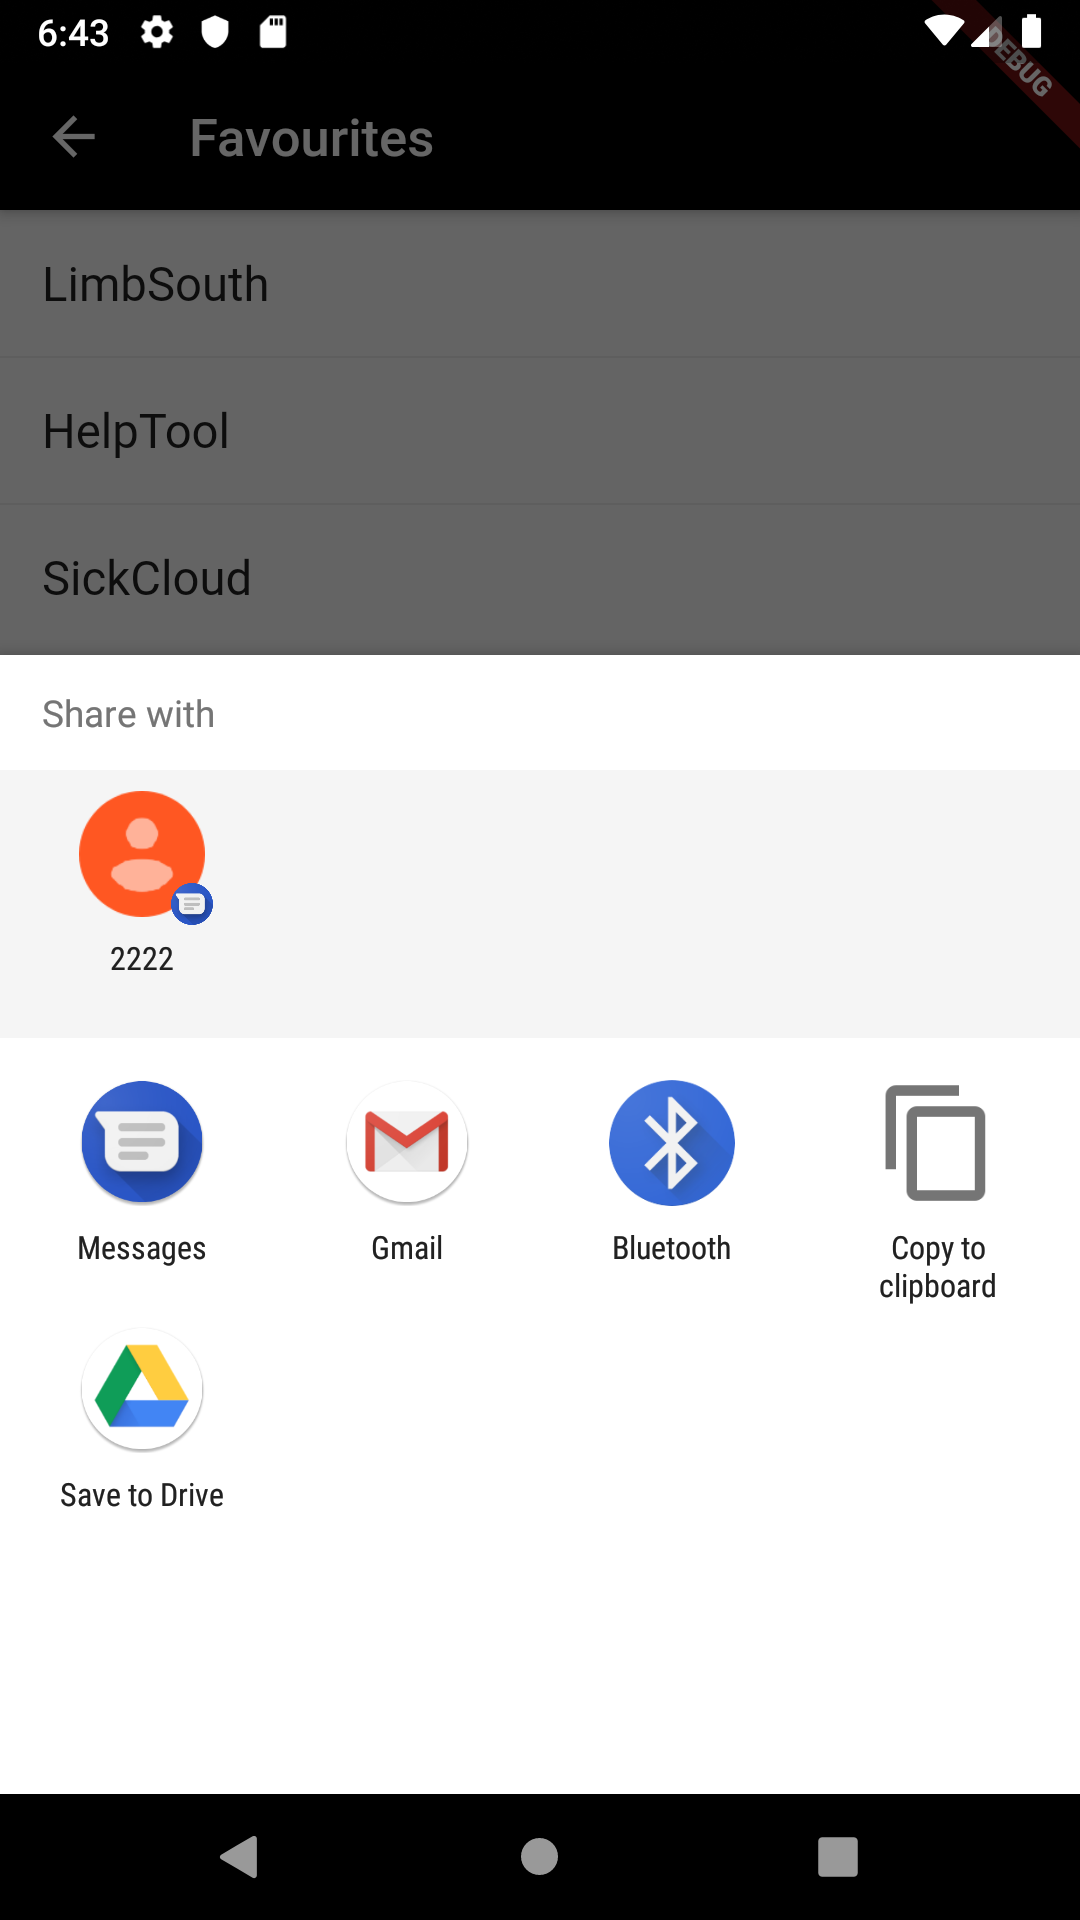 6:43
DEBUG
Favourites
LimbSouth
HelpTool
SickCloud
Share with
2222
Messages
Gmail
Bluetooth
Copy to
clipboard
Save to Drive